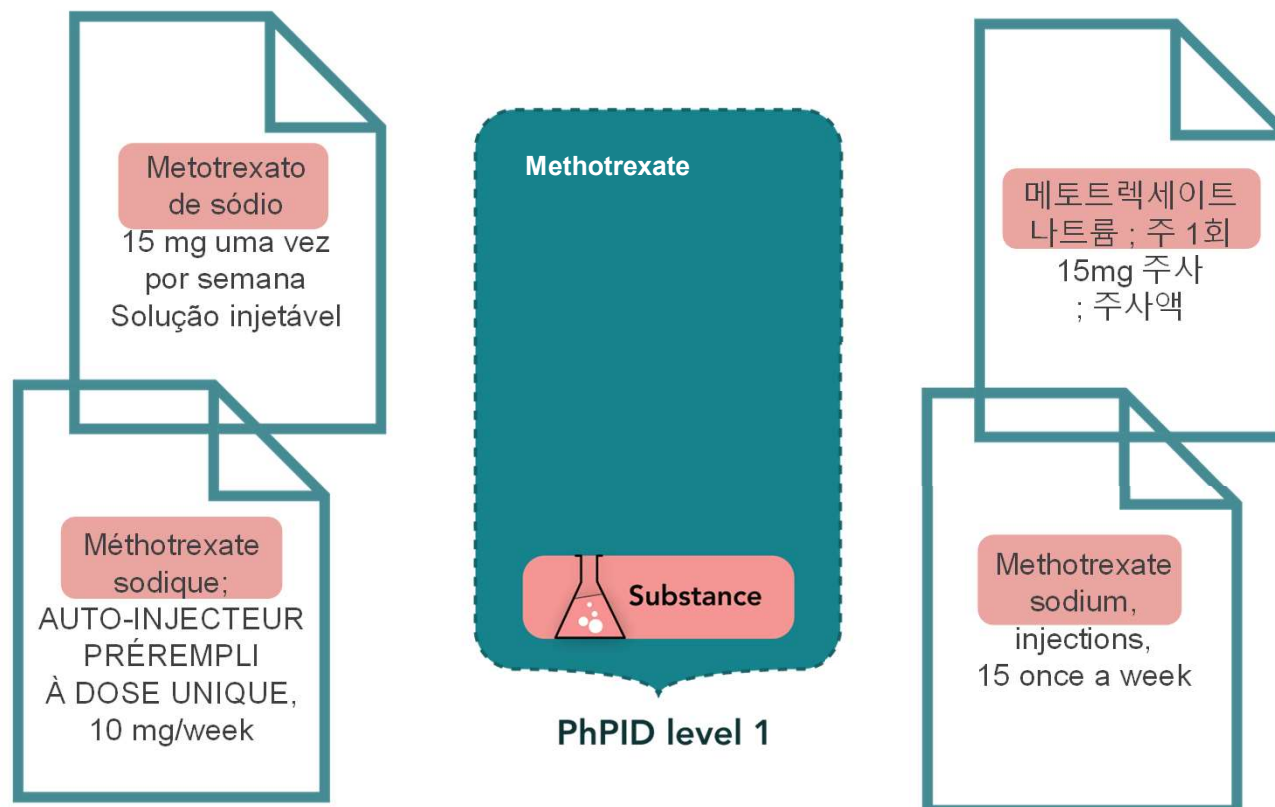 Metotrexato
de sódio
15 mg uma vez
por semana
Solução injetável
Méthotrexate
sodique;
AUTO-INJECTEUR
PRÉREMPLI
À DOSE UNIQUE,
10 mg/week
Methotrexate
Substance
PhPID level 1
메토트렉세이트
나트륨 ; 주 1회
15mg 주사
; 주사액
Methotrexate
sodium,
injections,
15 once a week